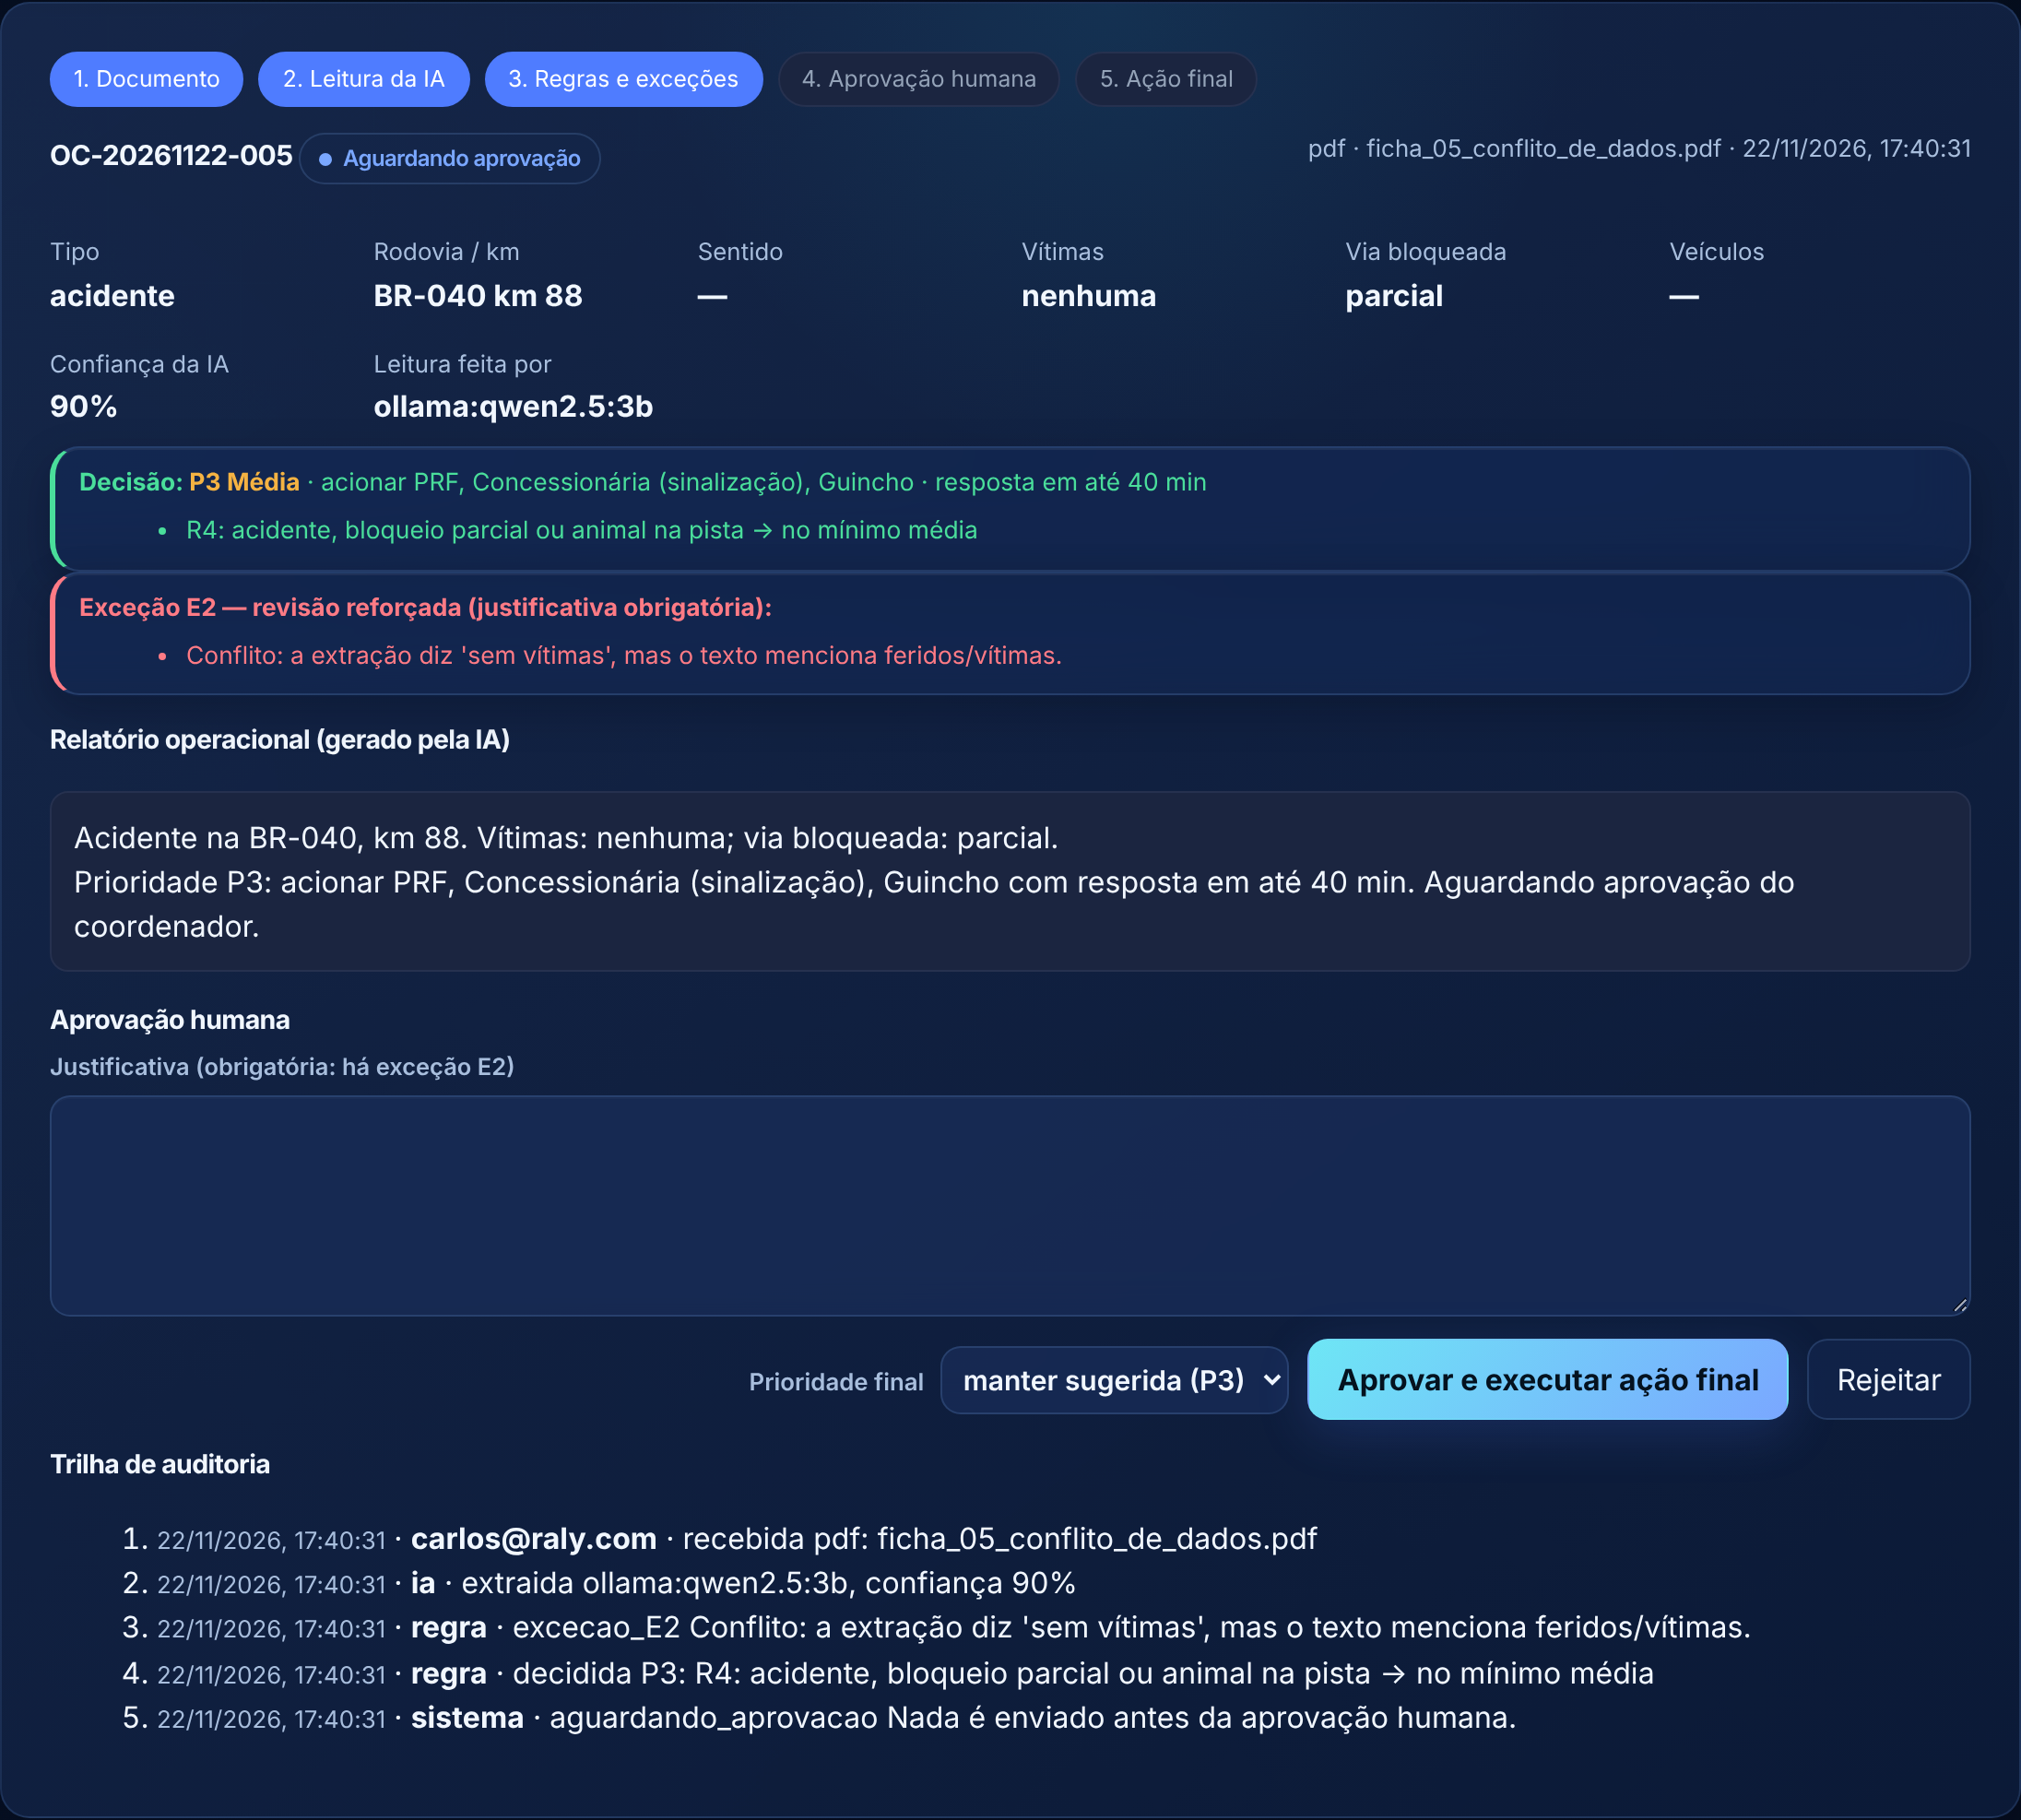 1. Documento
2. Leitura da IA
3. Regras e exceções
4. Aprovação humana
5. Ação final
OC-20261122-005
Aguardando aprovação
pdf · ficha_05_conflito_de_dados.pdf · 22/11/2026, 17:40:31
Tipo
acidente
Rodovia / km
BR-040 km 88
Sentido
—
Vítimas
nenhuma
Via bloqueada
parcial
Veículos
—
Confiança da IA
90%
Leitura feita por
ollama:qwen2.5:3b
Decisão: P3 Média · acionar PRF, Concessionária (sinalização), Guincho · resposta em até 40 min
• R4: acidente, bloqueio parcial ou animal na pista → no mínimo média
Exceção E2 — revisão reforçada (justificativa obrigatória):
• Conflito: a extração diz 'sem vítimas', mas o texto menciona feridos/vítimas.
Relatório operacional (gerado pela IA)
Acidente na BR-040, km 88. Vítimas: nenhuma; via bloqueada: parcial.
Prioridade P3: acionar PRF, Concessionária (sinalização), Guincho com resposta em até 40 min. Aguardando aprovação do
coordenador.
Aprovação humana
Justificativa (obrigatória: há exceção E2)
Prioridade final
manter sugerida (P3)
Aprovar e executar ação final
Rejeitar
Trilha de auditoria
1. 22/11/2026, 17:40:31 · carlos@raly.com · recebida pdf: ficha_05_conflito_de_dados.pdf
2. 22/11/2026, 17:40:31 · ia · extraida ollama:qwen2.5:3b, confiança 90%
3. 22/11/2026, 17:40:31 · regra · excecao_E2 Conflito: a extração diz 'sem vítimas', mas o texto menciona feridos/vítimas.
4. 22/11/2026, 17:40:31 · regra · decidida P3: R4: acidente, bloqueio parcial ou animal na pista → no mínimo média
5. 22/11/2026, 17:40:31 · sistema · aguardando_aprovacao Nada é enviado antes da aprovação humana.